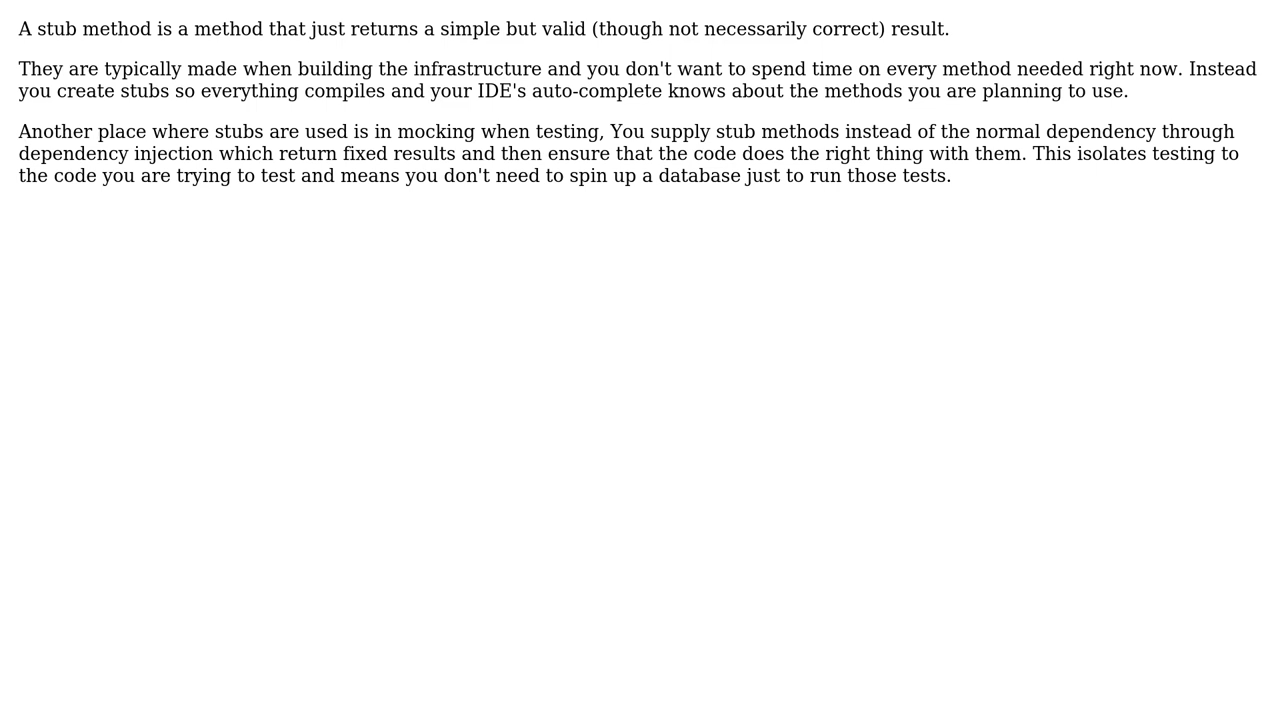 A stub method is a method that just returns a simple but valid (though not necessarily correct) result.
They are typically made when building the infrastructure and you don't want to spend time on every method needed right now. Instead
you create stubs so everything compiles and your IDE's auto-complete knows about the methods you are planning to use.
Another place where stubs are used is in mocking when testing, You supply stub methods instead of the normal dependency through
dependency injection which return fixed results and then ensure that the code does the right thing with them. This isolates testing to
the code you are trying to test and means you don't need to spin up a database just to run those tests.